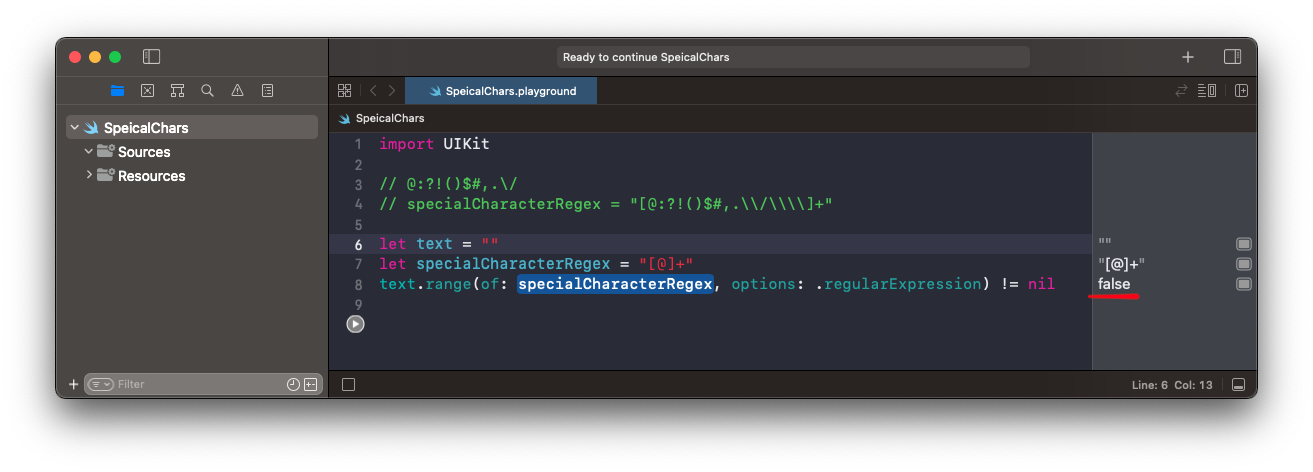 Ready to continue SpeicalChars
SpeicalChars.playground
SpeicalChars
Sources
Resources
Filter
SpeicalChars
1 import UIKit
2
3 // @:?!()$#,.\/
4 // specialCharacterRegex = "[@:?!()$#,.\\/\\\\]+"
5
6 let text = ""
7 let specialCharacterRegex = "[@]+"
8 text.range(of: specialCharacterRegex, options: .regularExpression) != nil
9
""
"[@]+"
false
Line: 6 Col: 13